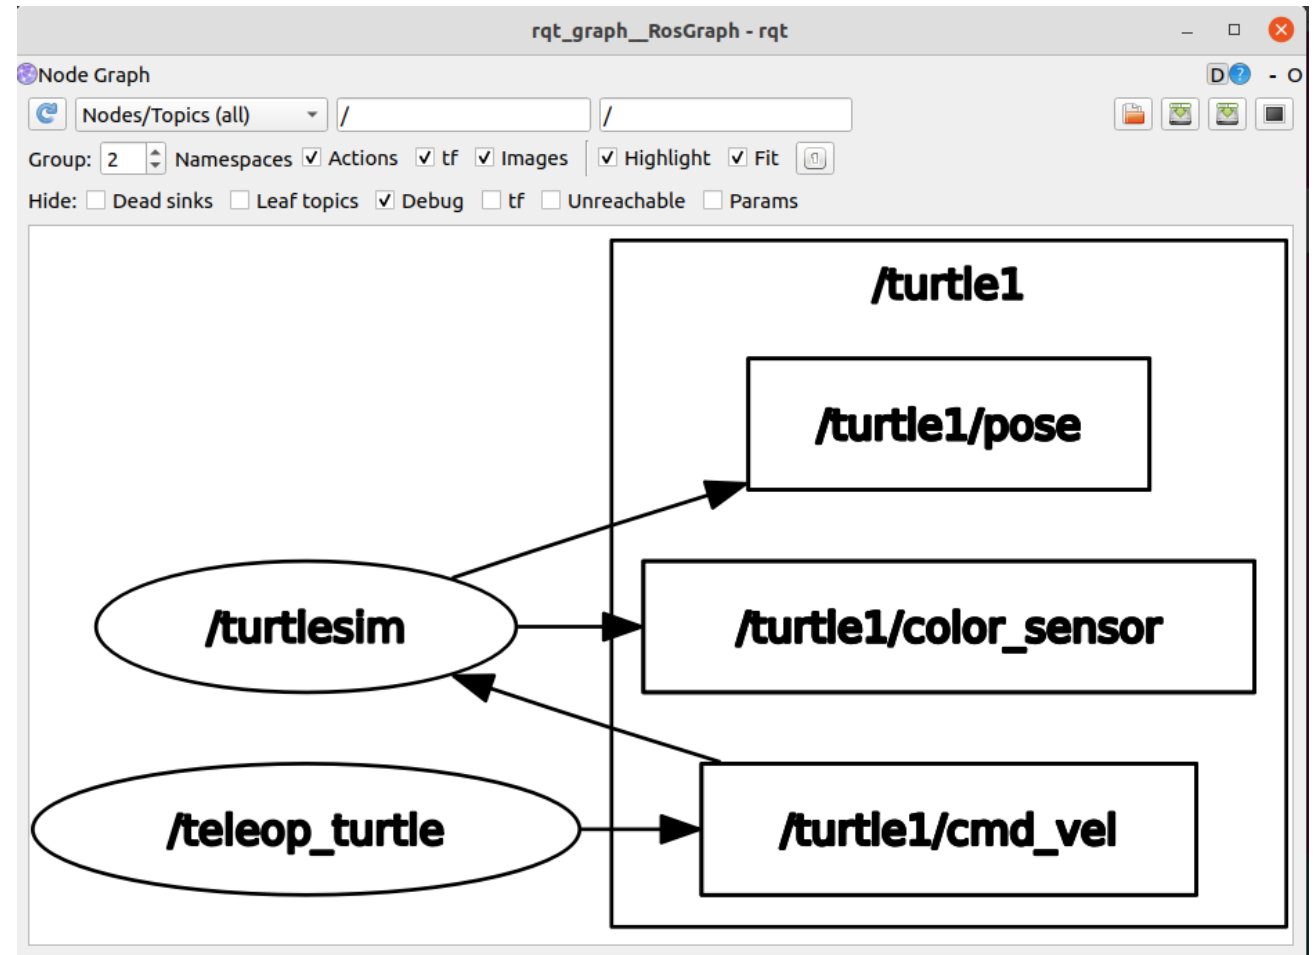 rqt_graph__RosGraph - rqt
Node Graph D ? - O
Nodes/Topics (all) / /
Group: 2 Namespaces Actions tf Images Highlight Fit
Hide: Dead sinks Leaf topics Debug tf Unreachable Params
/turtle1
/turtle1/pose
/turtlesim /turtle1/color_sensor
/teleop_turtle /turtle1/cmd_vel